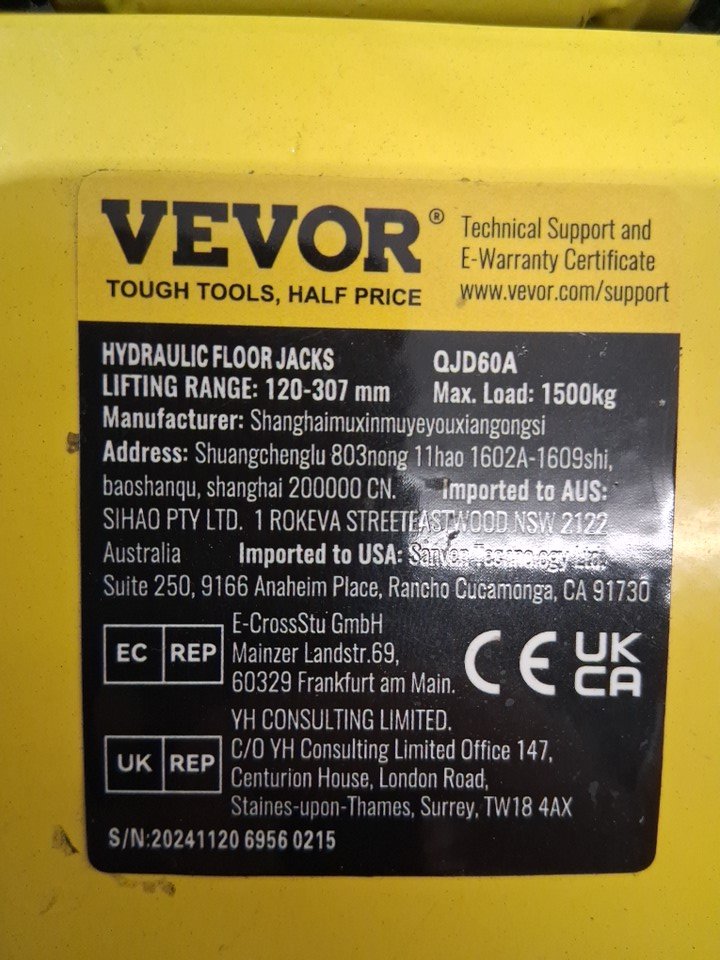 VEVOR®
TOUGH TOOLS, HALF PRICE
Technical Support and
E-Warranty Certificate
www.vevor.com/support
HYDRAULIC FLOOR JACKS QJD60A
LIFTING RANGE: 120-307 mm Max. Load: 1500kg
Manufacturer: Shanghaimuxinmuyeyouxiangongsi
Address: Shuangchenglu 803nong 11hao 1602A-1609shi,
baoshanqu, shanghai 200000 CN. Imported to AUS:
SIHAO PTY LTD. 1 ROKEVA STREETEASTWOOD NSW 2122
Australia Imported to USA: Sanven Technology Ltd.
Suite 250, 9166 Anaheim Place, Rancho Cucamonga, CA 91730
EC REP
E-CrossStu GmbH
Mainzer Landstr.69,
60329 Frankfurt am Main.
CE
UK
CA
UK REP
YH CONSULTING LIMITED.
C/O YH Consulting Limited Office 147,
Centurion House, London Road,
Staines-upon-Thames, Surrey, TW18 4AX
S/N:20241120 6956 0215